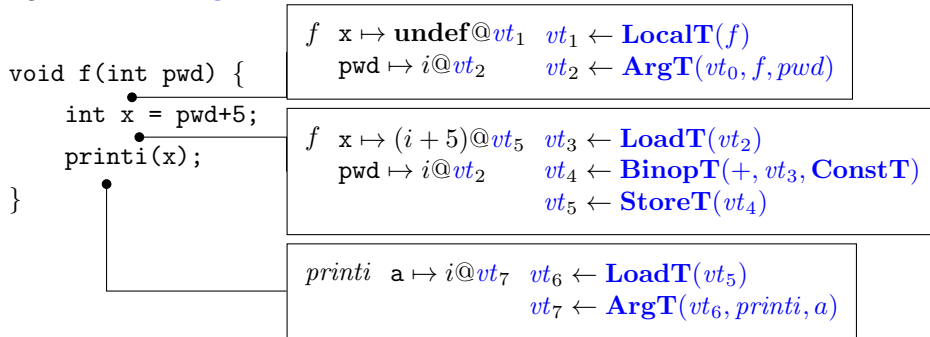 void f(int pwd) {
int x = pwd+5;
printi(x);
}
f x ↦ undef@vt₁ vt₁ ← LocalT(f)
pwd ↦ i@vt₂ vt₂ ← ArgT(vt₀, f, pwd)
f x ↦ (i + 5)@vt₅ vt₃ ← LoadT(vt₂)
pwd ↦ i@vt₂ vt₄ ← BinopT(+, vt₃, ConstT)
vt₅ ← StoreT(vt₄)
printi a ↦ i@vt₇ vt₆ ← LoadT(vt₅)
vt₇ ← ArgT(vt₆, printi, a)